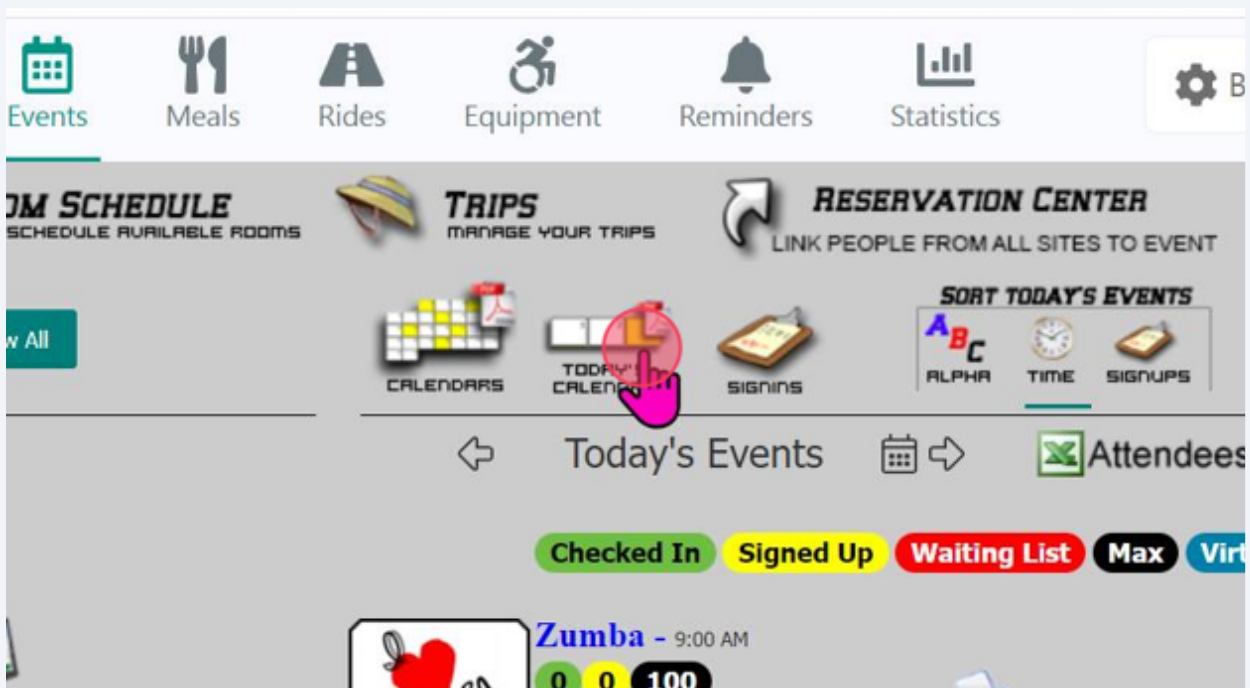 Events Meals Rides Equipment Reminders Statistics B
OM SCHEDULE TRIPS RESERVATION CENTER
SCHEDULE AVAILABLE ROOMS MANAGE YOUR TRIPS LINK PEOPLE FROM ALL SITES TO EVENT
SORT TODAY'S EVENTS
w All
CALENDARS TODAY'S SIGNINS ALPHA TIME SIGNUPS
Today's Events Attendees
Checked In Signed Up Waiting List Max Virt
Zumba - 9:00 AM
0 0 100